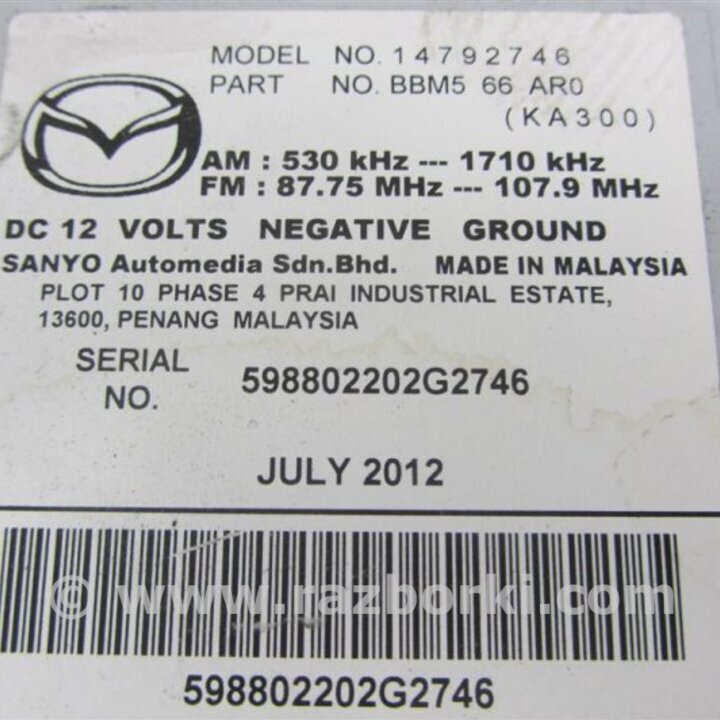 MODEL NO. 14792746
PART NO. BBM5 66 AR0
(KA300)
AM : 530 kHz --- 1710 kHz
FM : 87.75 MHz --- 107.9 MHz
DC 12 VOLTS NEGATIVE GROUND
SANYO Automedia Sdn.Bhd. MADE IN MALAYSIA
PLOT 10 PHASE 4 PRAI INDUSTRIAL ESTATE,
13600, PENANG MALAYSIA
SERIAL NO. 598802202G2746
JULY 2012
© www.razborki.com
598802202G2746